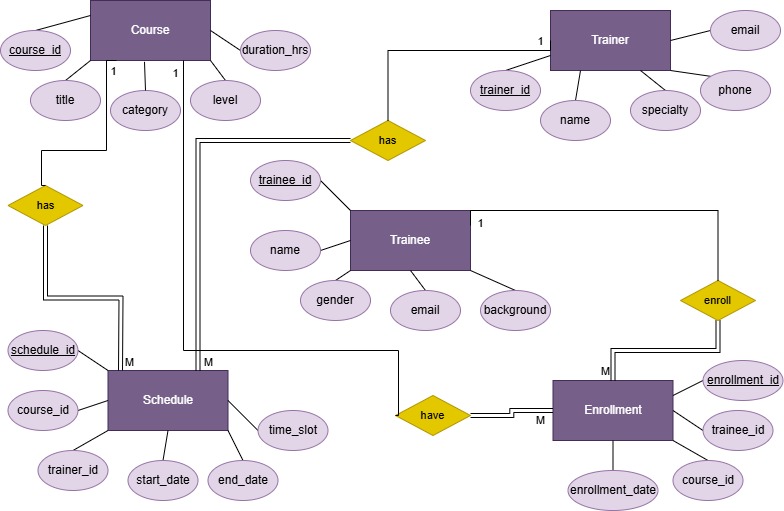 Course
Trainer
email
course_id
duration_hrs
1
1
1
trainer_id
phone
title
category
level
name
specialty
has
trainee_id
has
Trainee
1
name
gender
email
background
enroll
schedule_id
M
M
M
enrollment_id
course_id
Schedule
have
M
Enrollment
time_slot
trainee_id
trainer_id
start_date
end_date
enrollment_date
course_id